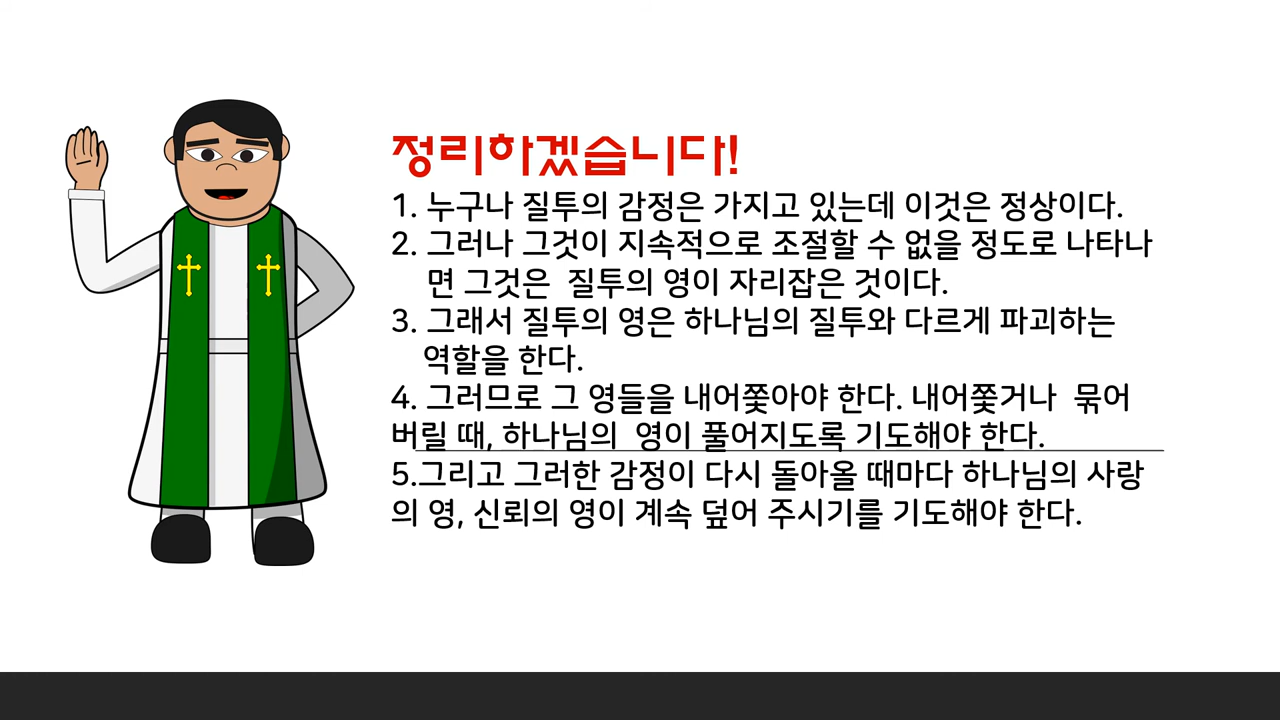 정리하겠습니다!
1. 누구나 질투의 감정은 가지고 있는데 이것은 정상이다.
2. 그러나 그것이 지속적으로 조절할 수 없을 정도로 나타나
면 그것은 질투의 영이 자리잡은 것이다.
3. 그래서 질투의 영은 하나님의 질투와 다르게 파괴하는
역할을 한다.
4. 그러므로 그 영들을 내어쫓아야 한다. 내어쫓거나 묶어
버릴 때, 하나님의 영이 풀어지도록 기도해야 한다.
5.그리고 그러한 감정이 다시 돌아올 때마다 하나님의 사랑
의 영, 신뢰의 영이 계속 덮어 주시기를 기도해야 한다.